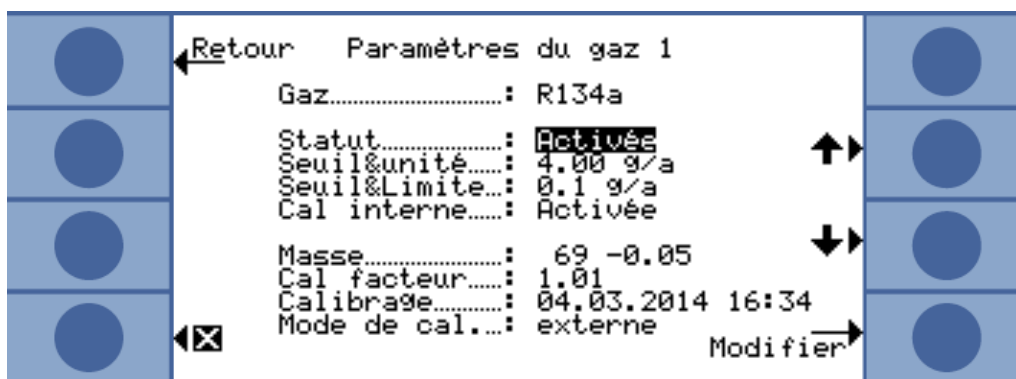 Retour Paramètres du gaz 1
Gaz...........................: R134a
Statut...................: Activée
Seuil&unité......: 4.00 g/a
Seuil&Limite...: 0.1 g/a
Cal interne......: Activée
Masse......................: 69 -0.05
Cal facteur......: 1.01
Calibrage............: 04.03.2014 16:34
Mode de cal....: externe
Modifier